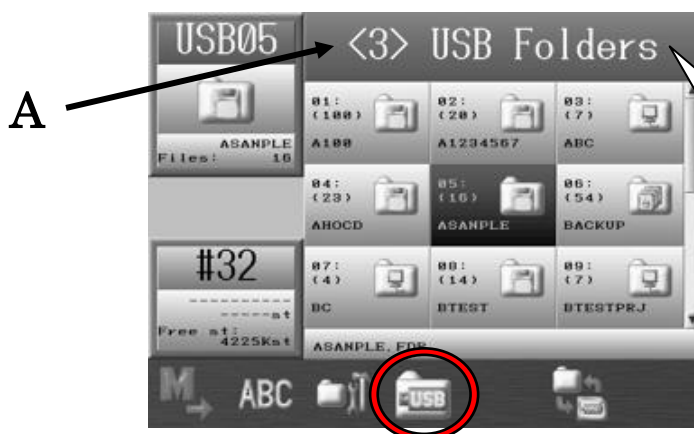 A
USB05
<3> USB Folders
ASANPLE
Files: 16
01:
(100)
A100
02:
(20)
A1234567
03:
(7)
ABC
04:
(23)
AHOCD
05:
(16)
ASANPLE
06:
(54)
BACKUP
07:
(4)
BC
08:
(14)
BTEST
09:
(7)
BTESTPRJ
#32
----------
-----st
Free st:
4225Kst
ASANPLE.FDR
M
ABC
USB